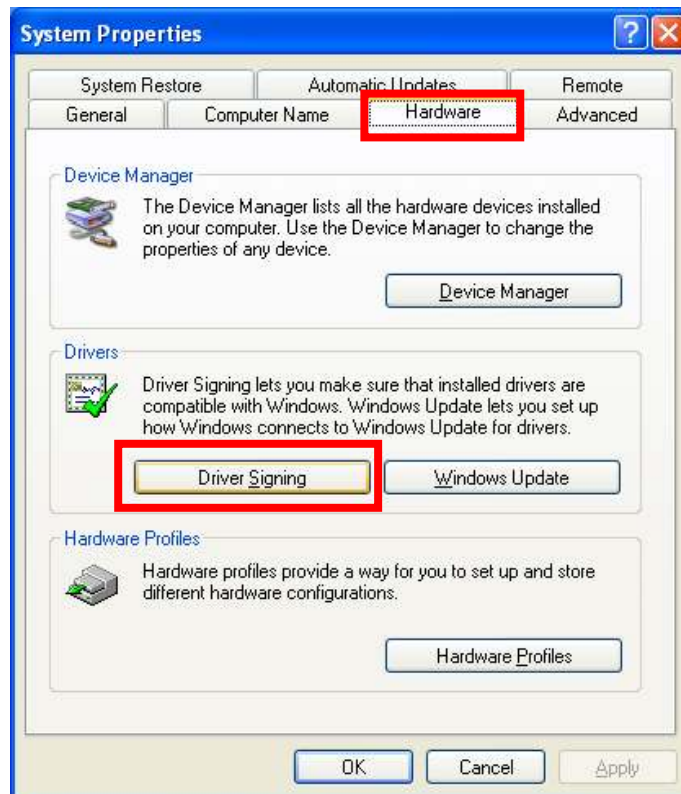 System Properties
System Restore Automatic Updates Remote
General Computer Name Hardware Advanced
Device Manager
The Device Manager lists all the hardware devices installed
on your computer. Use the Device Manager to change the
properties of any device.
Device Manager
Drivers
Driver Signing lets you make sure that installed drivers are
compatible with Windows. Windows Update lets you set up
how Windows connects to Windows Update for drivers.
Driver Signing Windows Update
Hardware Profiles
Hardware profiles provide a way for you to set up and store
different hardware configurations.
Hardware Profiles
OK Cancel Apply